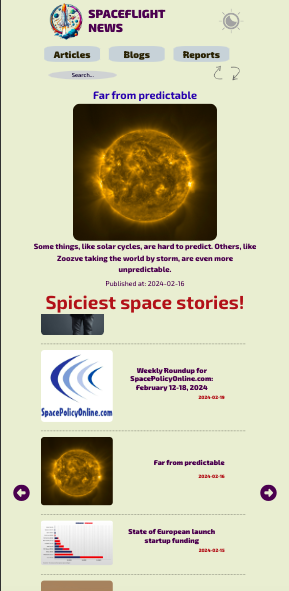 SPACEFLIGHT
NEWS
Articles
Blogs
Reports
Search...
Far from predictable
Some things, like solar cycles, are hard to predict. Others, like
Zoozve taking the world by storm, are even more
unpredictable.
Published at: 2024-02-16
Spiciest space stories!
Weekly Roundup for
SpacePolicyOnline.com:
February 12-18, 2024
2024-02-18
SpacePolicyOnline.com
Far from predictable
2024-02-16
State of European launch
startup funding
2024-02-15